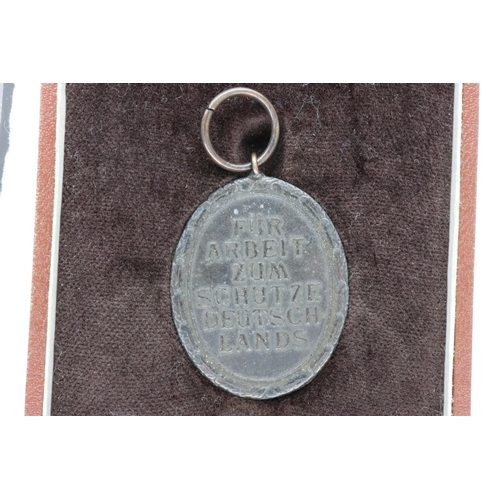 FÜR
ARBEIT
ZUM
SCHUTZE
DEUTSCH
LANDS